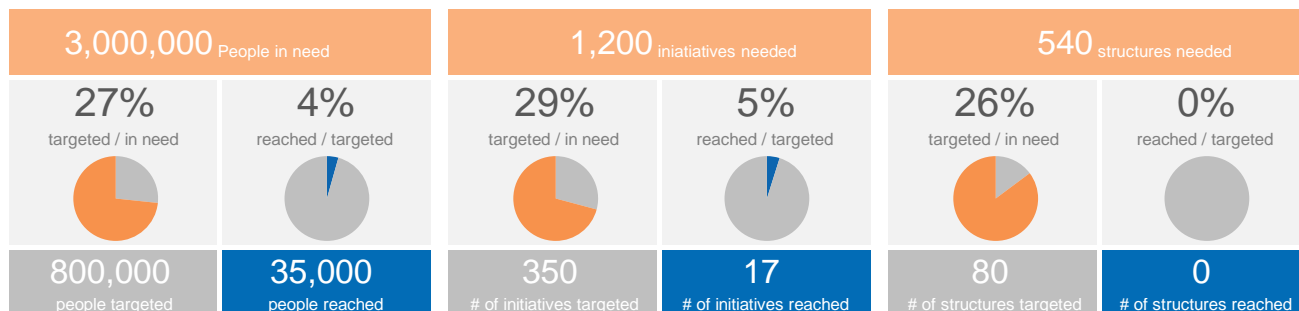 3,000,000 People in need
27%
targeted / in need
4%
reached / targeted
800,000
people targeted
35,000
people reached
1,200 iniatiatives needed
29%
targeted / in need
5%
reached / targeted
350
# of initiatives targeted
17
# of initiatives reached
540 structures needed
26%
targeted / in need
0%
reached / targeted
80
# of structures targeted
0
# of structures reached